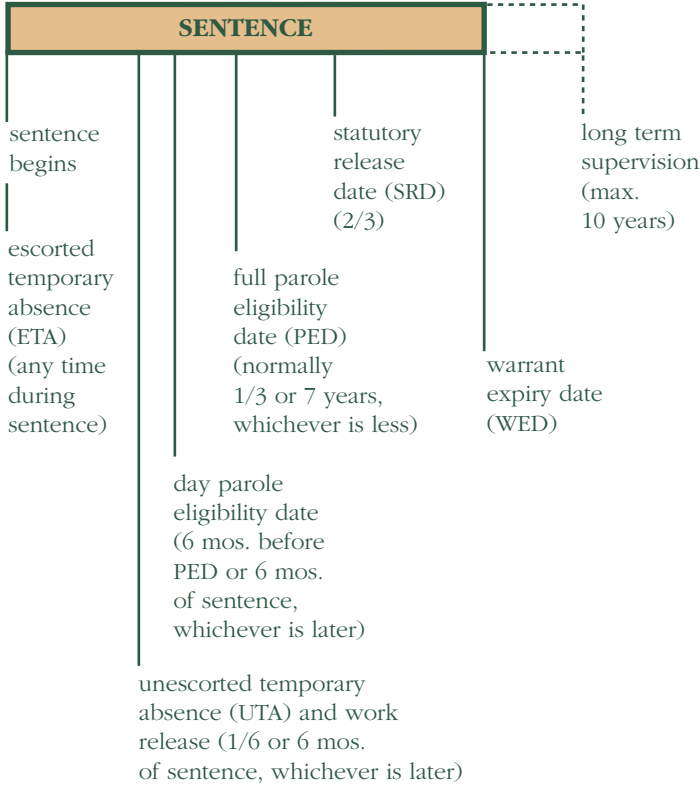 SENTENCE
sentence
begins
escorted
temporary
absence
(ETA)
(any time
during
sentence)
unescorted temporary
absence (UTA) and work
release (1/6 or 6 mos.
of sentence, whichever is later)
day parole
eligibility date
(6 mos. before
PED or 6 mos.
of sentence,
whichever is later)
full parole
eligibility
date (PED)
(normally
1/3 or 7 years,
whichever is less)
statutory
release
date (SRD)
(2/3)
warrant
expiry date
(WED)
long term
supervision
(max.
10 years)